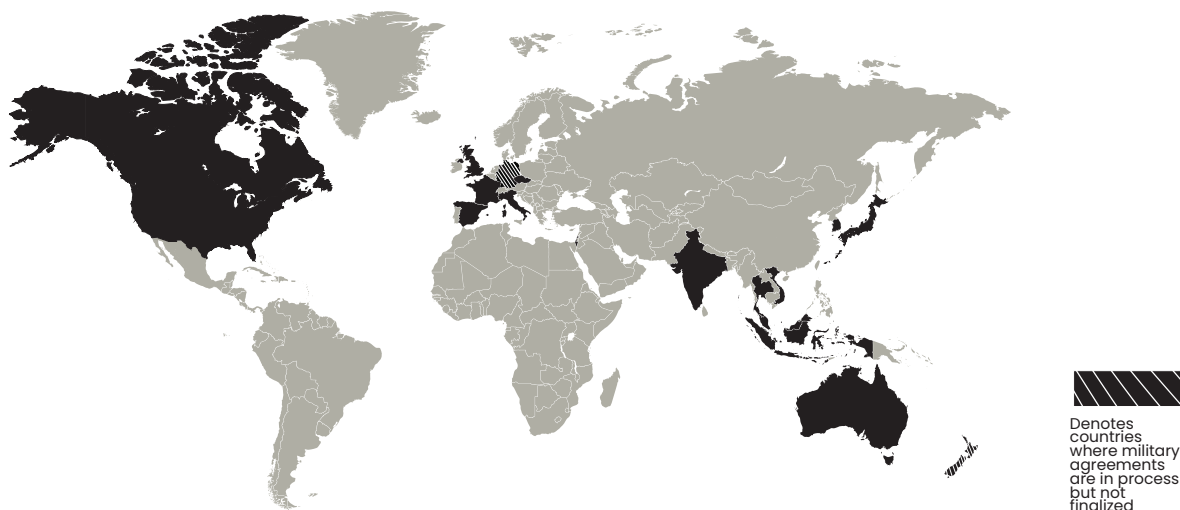 Denotes
countries
where military
agreements
are in process
but not
finalized